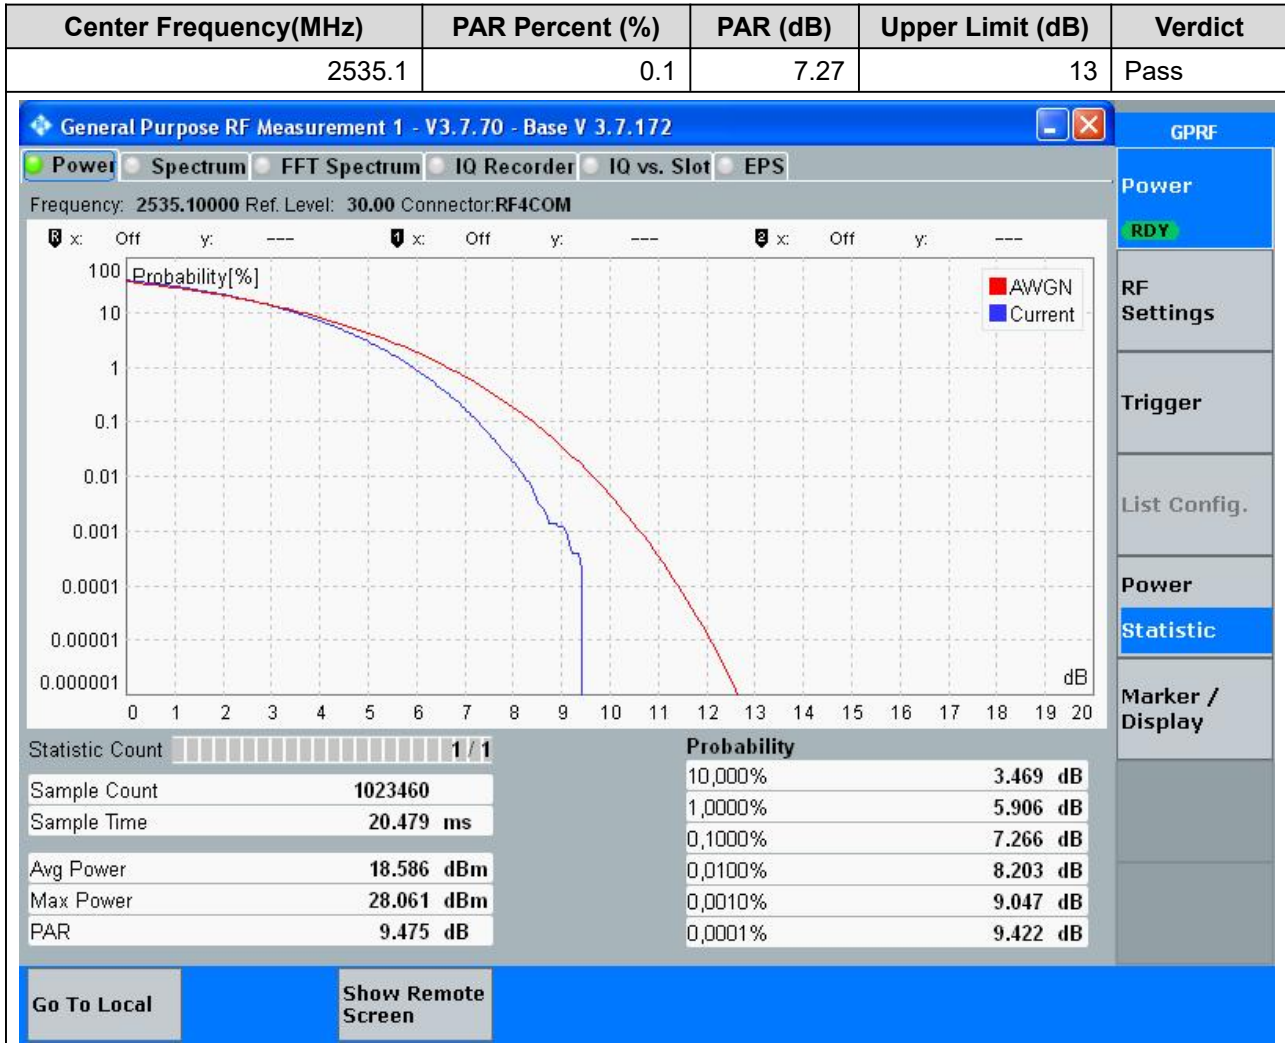 Center Frequency(MHz) PAR Percent (%) PAR (dB) Upper Limit (dB) Verdict
2535.1 0.1 7.27 13 Pass
General Purpose RF Measurement 1 - V3.7.70 - Base V 3.7.172
GPRF
Power Spectrum FFT Spectrum IQ Recorder IQ vs. Slot EPS
Frequency: 2535.10000 Ref. Level: 30.00 Connector:RF4COM
R x: Off y: --- 1 x: Off y: --- 2 x: Off y: ---
Probability[%]
AWGN
Current
100
10
1
0.1
0.01
0.001
0.0001
0.00001
0.000001
dB
0 1 2 3 4 5 6 7 8 9 10 11 12 13 14 15 16 17 18 19 20
Statistic Count 1 / 1
Sample Count 1023460
Sample Time 20.479 ms
Avg Power 18.586 dBm
Max Power 28.061 dBm
PAR 9.475 dB
Probability
10,000% 3.469 dB
1,0000% 5.906 dB
0,1000% 7.266 dB
0,0100% 8.203 dB
0,0010% 9.047 dB
0,0001% 9.422 dB
Power
RDY
RF
Settings
Trigger
List Config.
Power
Statistic
Marker /
Display
Go To Local
Show Remote
Screen